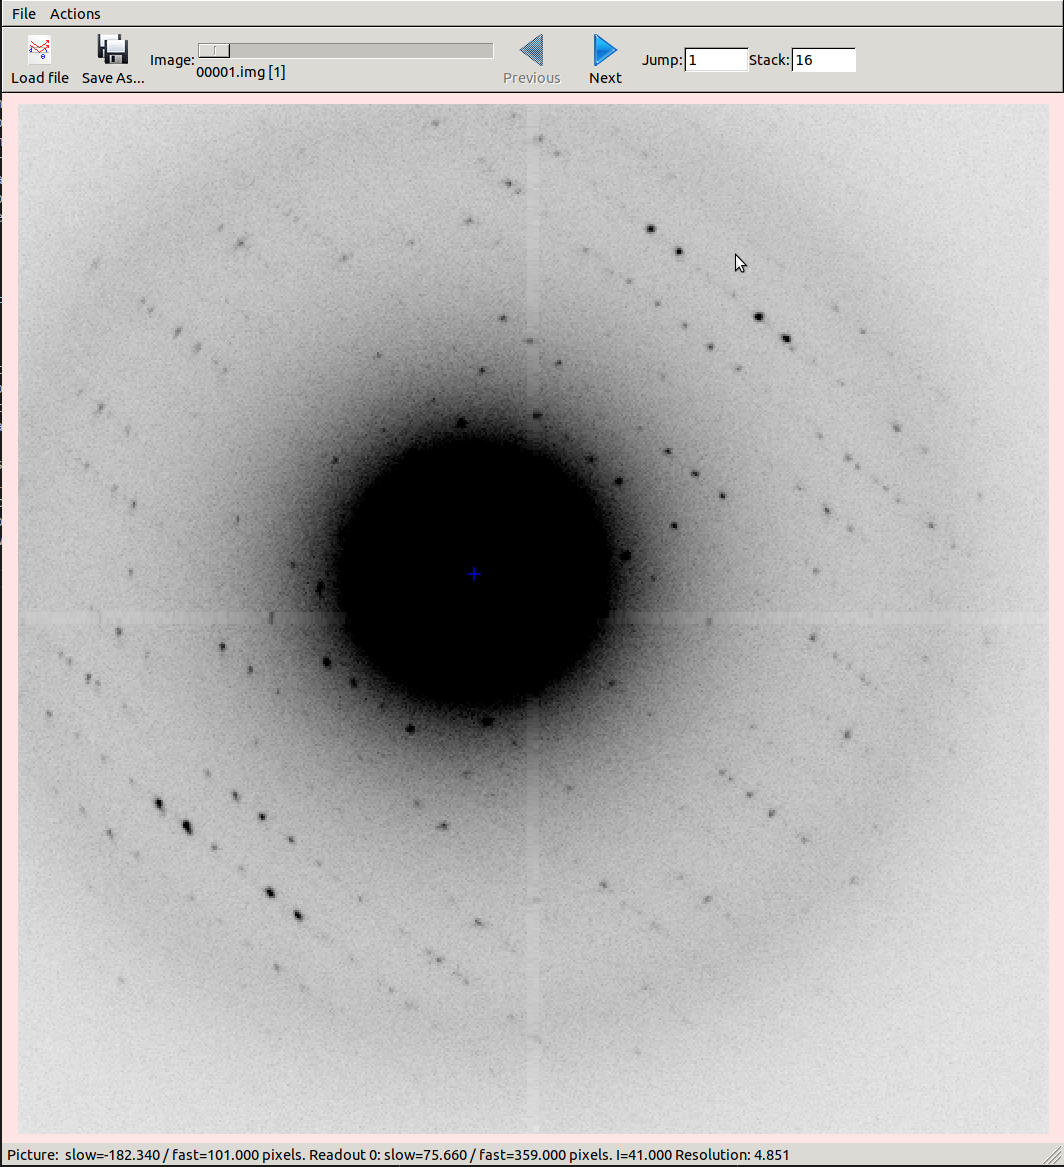 File Actions
Load file
Save As...
Image:
00001.img [1]
Previous
Next
Jump: 1
Stack: 16
Picture: slow=-182.340 / fast=101.000 pixels. Readout 0: slow=75.660 / fast=359.000 pixels. I=41.000 Resolution: 4.851